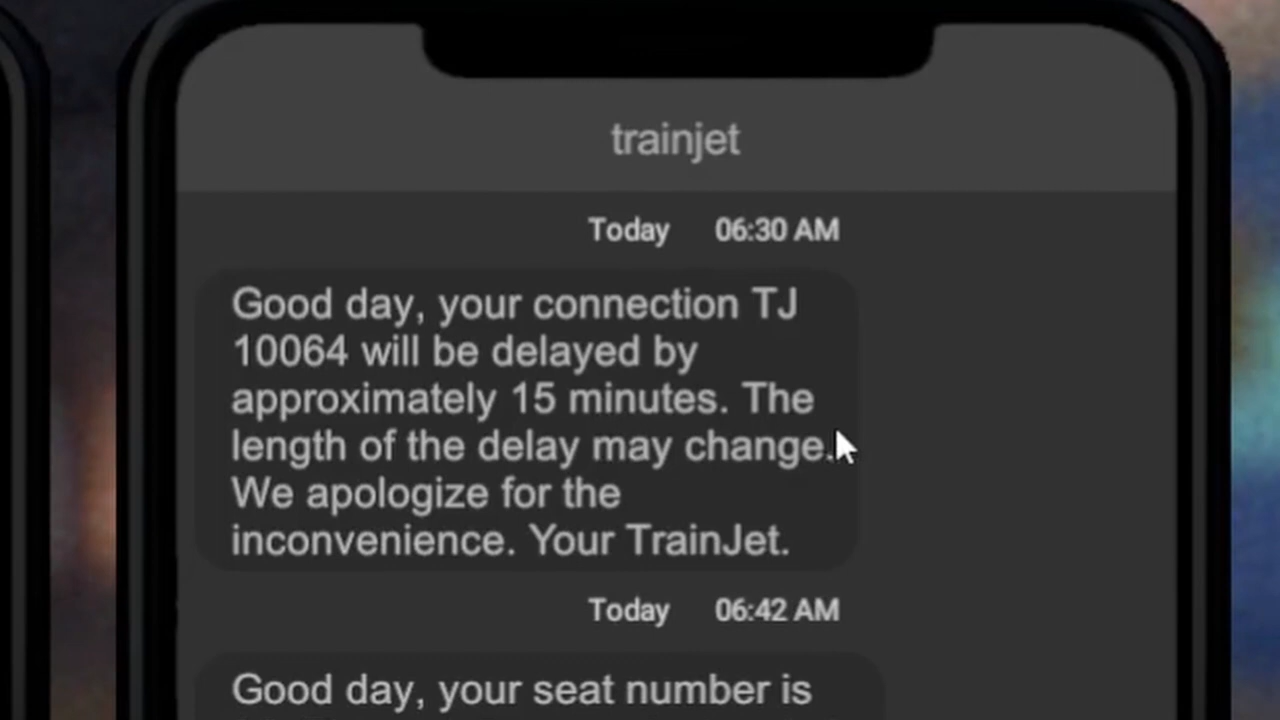 trainjet
Today 06:30 AM
Good day, your connection TJ
10064 will be delayed by
approximately 15 minutes. The
length of the delay may change.
We apologize for the
inconvenience. Your TrainJet.
Today 06:42 AM
Good day, your seat number is